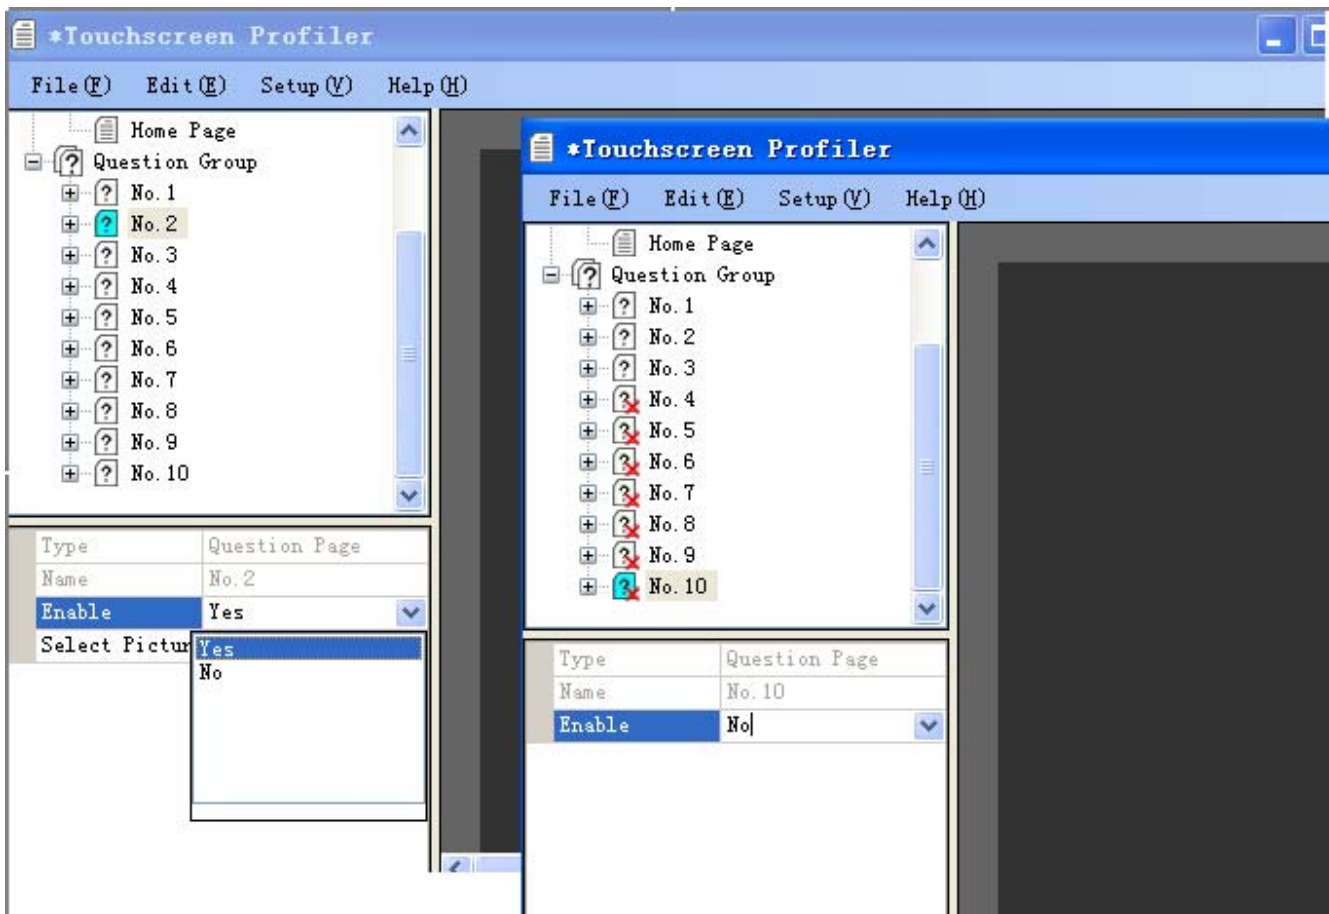 *Touchscreen Profiler
File(F) Edit(E) Setup(V) Help(H)
Home Page
Question Group
No.1
No.2
No.3
No.4
No.5
No.6
No.7
No.8
No.9
No.10
Type Question Page
Name No.2
Enable Yes
Select Pictur
Yes
No
*Touchscreen Profiler
File(F) Edit(E) Setup(V) Help(H)
Home Page
Question Group
No.1
No.2
No.3
No.4
No.5
No.6
No.7
No.8
No.9
No.10
Type Question Page
Name No.10
Enable No